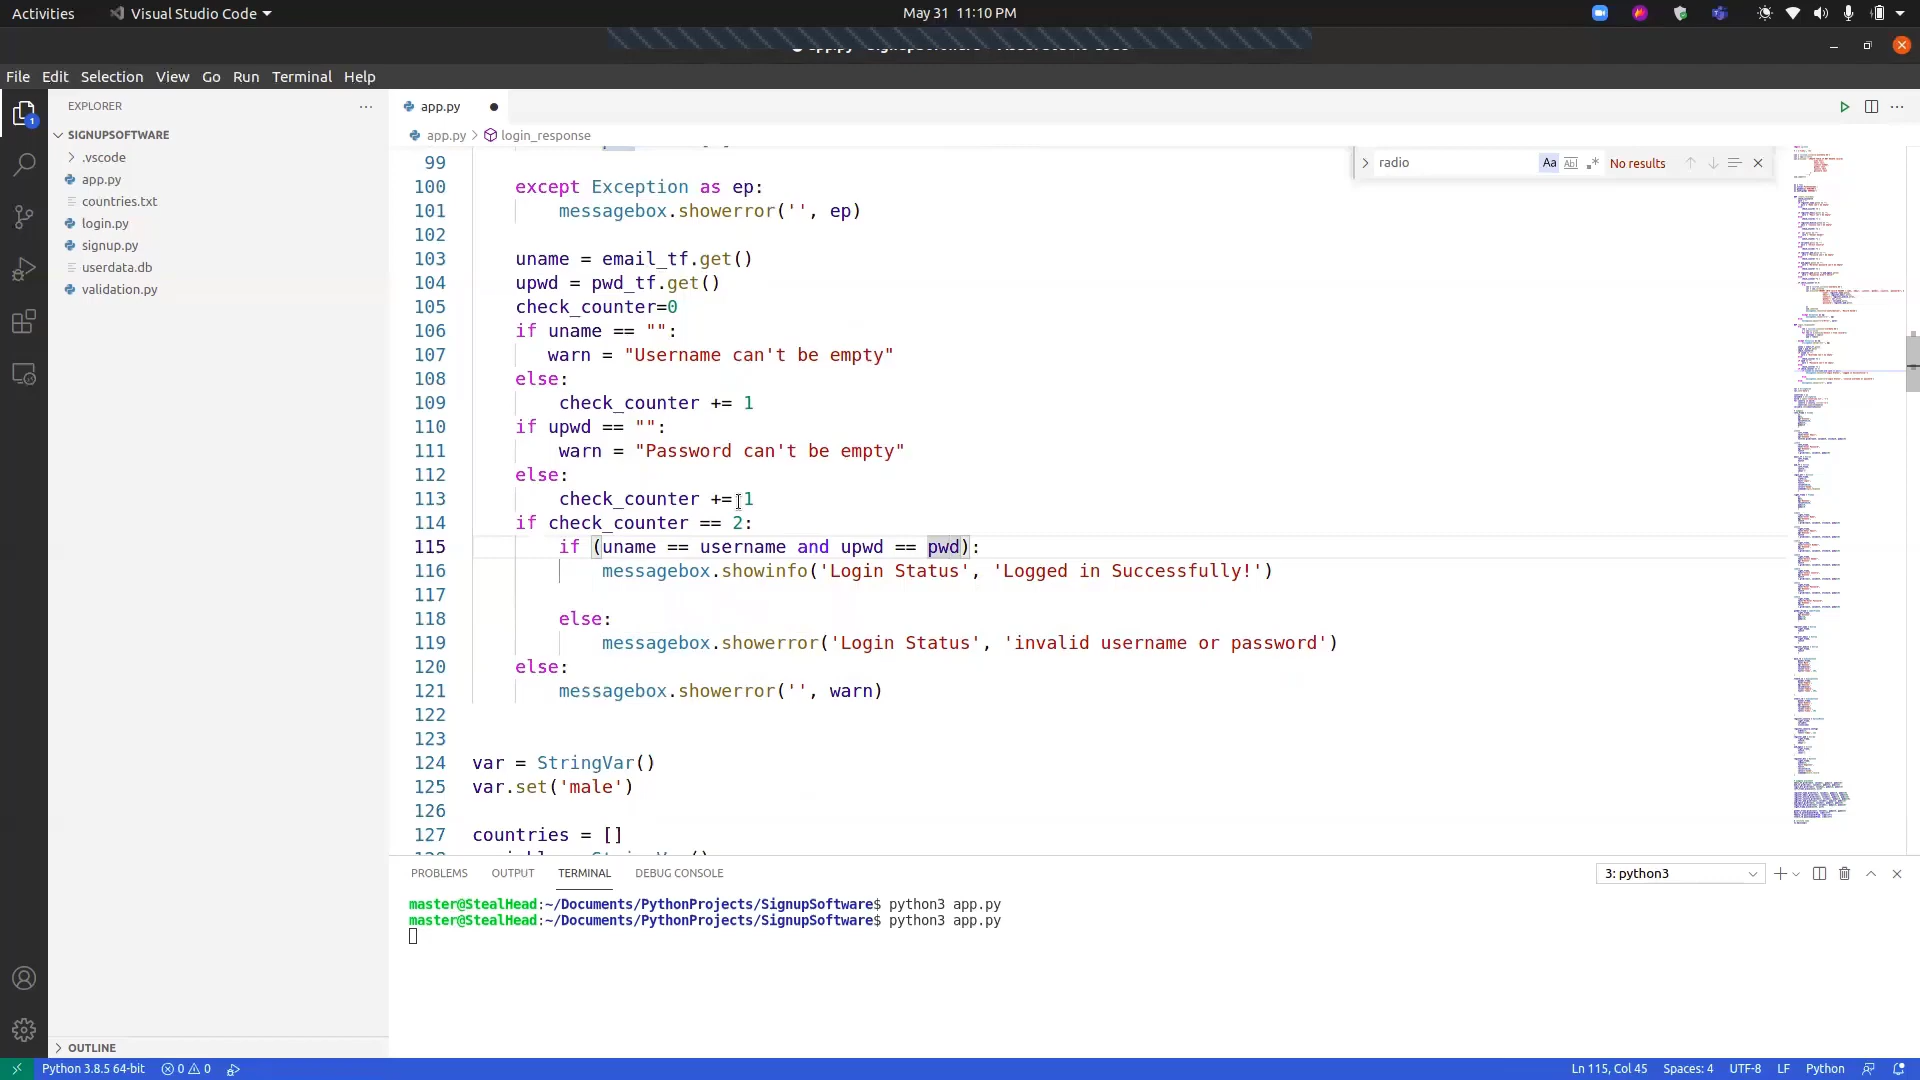 Activities
Visual Studio Code
May 31 11:10 PM
File Edit Selection View Go Run Terminal Help
EXPLORER
SIGNUPSOFTWARE
.vscode
app.py
countries.txt
login.py
signup.py
userdata.db
validation.py
OUTLINE
1
app.py
app.py > login_response
radio
Aa
Abl
.*
No results
99
100 except Exception as ep:
101 messagebox.showerror('', ep)
102
103 uname = email_tf.get()
104 upwd = pwd_tf.get()
105 check_counter=0
106 if uname == "":
107 warn = "Username can't be empty"
108 else:
109 check_counter += 1
110 if upwd == "":
111 warn = "Password can't be empty"
112 else:
113 check_counter += 1
114 if check_counter == 2:
115 if (uname == username and upwd == pwd):
116 messagebox.showinfo('Login Status', 'Logged in Successfully!')
117
118 else:
119 messagebox.showerror('Login Status', 'invalid username or password')
120 else:
121 messagebox.showerror('', warn)
122
123
124 var = StringVar()
125 var.set('male')
126
127 countries = []
PROBLEMS OUTPUT TERMINAL DEBUG CONSOLE
3: python3
master@StealHead:~/Documents/PythonProjects/SignupSoftware$ python3 app.py
master@StealHead:~/Documents/PythonProjects/SignupSoftware$ python3 app.py
Python 3.8.5 64-bit
0 0
Ln 115, Col 45
Spaces: 4
UTF-8
LF
Python